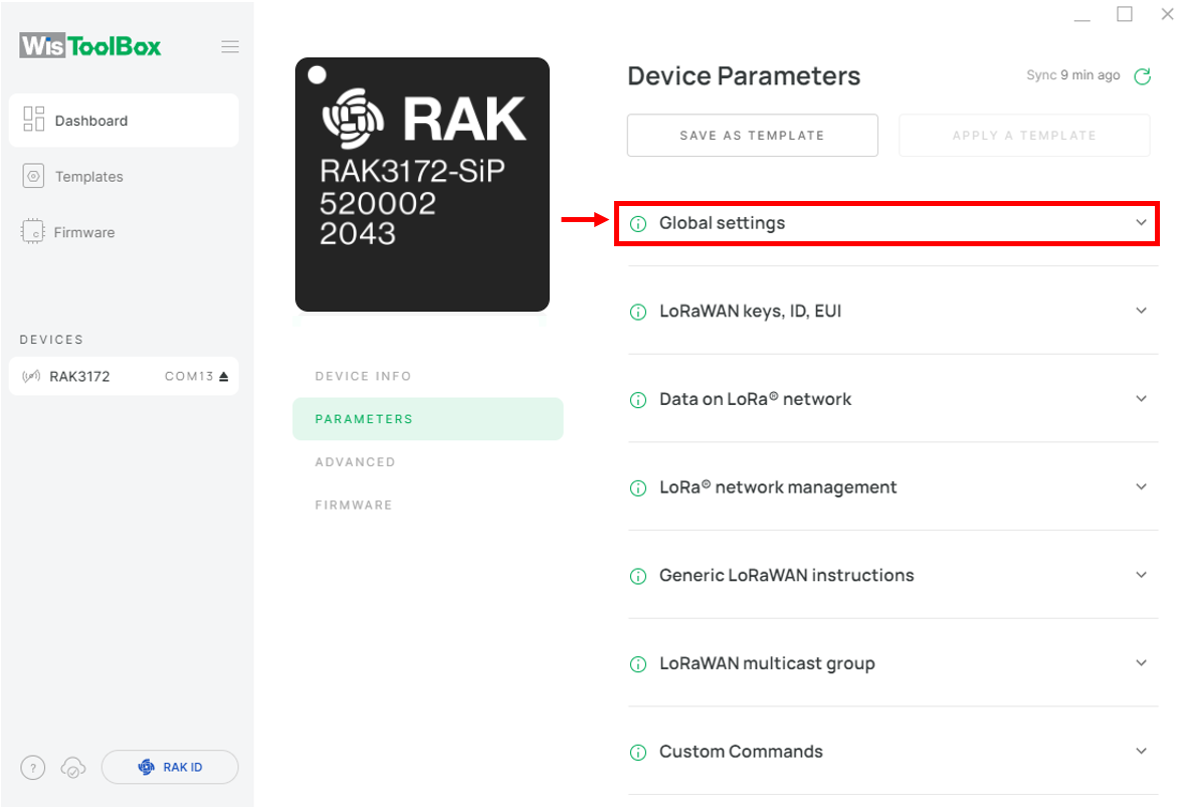 WisToolBox
Dashboard
Templates
Firmware
DEVICES
RAK3172 COM13
?
RAK ID
RAK
RAK3172-SiP
520002
2043
DEVICE INFO
PARAMETERS
ADVANCED
FIRMWARE
Device Parameters
Sync 9 min ago
SAVE AS TEMPLATE
APPLY A TEMPLATE
Global settings
LoRaWAN keys, ID, EUI
Data on LoRa® network
LoRa® network management
Generic LoRaWAN instructions
LoRaWAN multicast group
Custom Commands